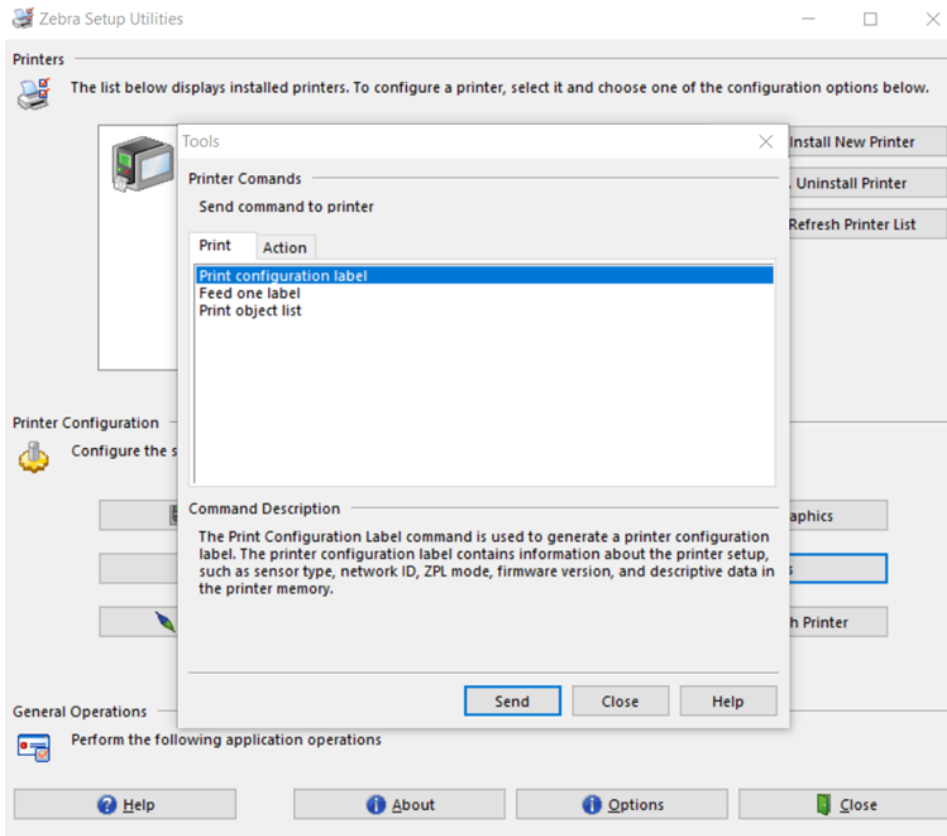 Zebra Setup Utilities
Printers
The list below displays installed printers. To configure a printer, select it and choose one of the configuration options below.
Tools
Install New Printer
Printer Comands
Uninstall Printer
Send command to printer
Refresh Printer List
Print
Action
Print configuration label
Feed one label
Print object list
Printer Configuration
Configure the s
Command Description
aphics
The Print Configuration Label command is used to generate a printer configuration
label. The printer configuration label contains information about the printer setup,
such as sensor type, network ID, ZPL mode, firmware version, and descriptive data in
the printer memory.
s
h Printer
Send
Close
Help
General Operations
Perform the following application operations
Help
About
Options
Close